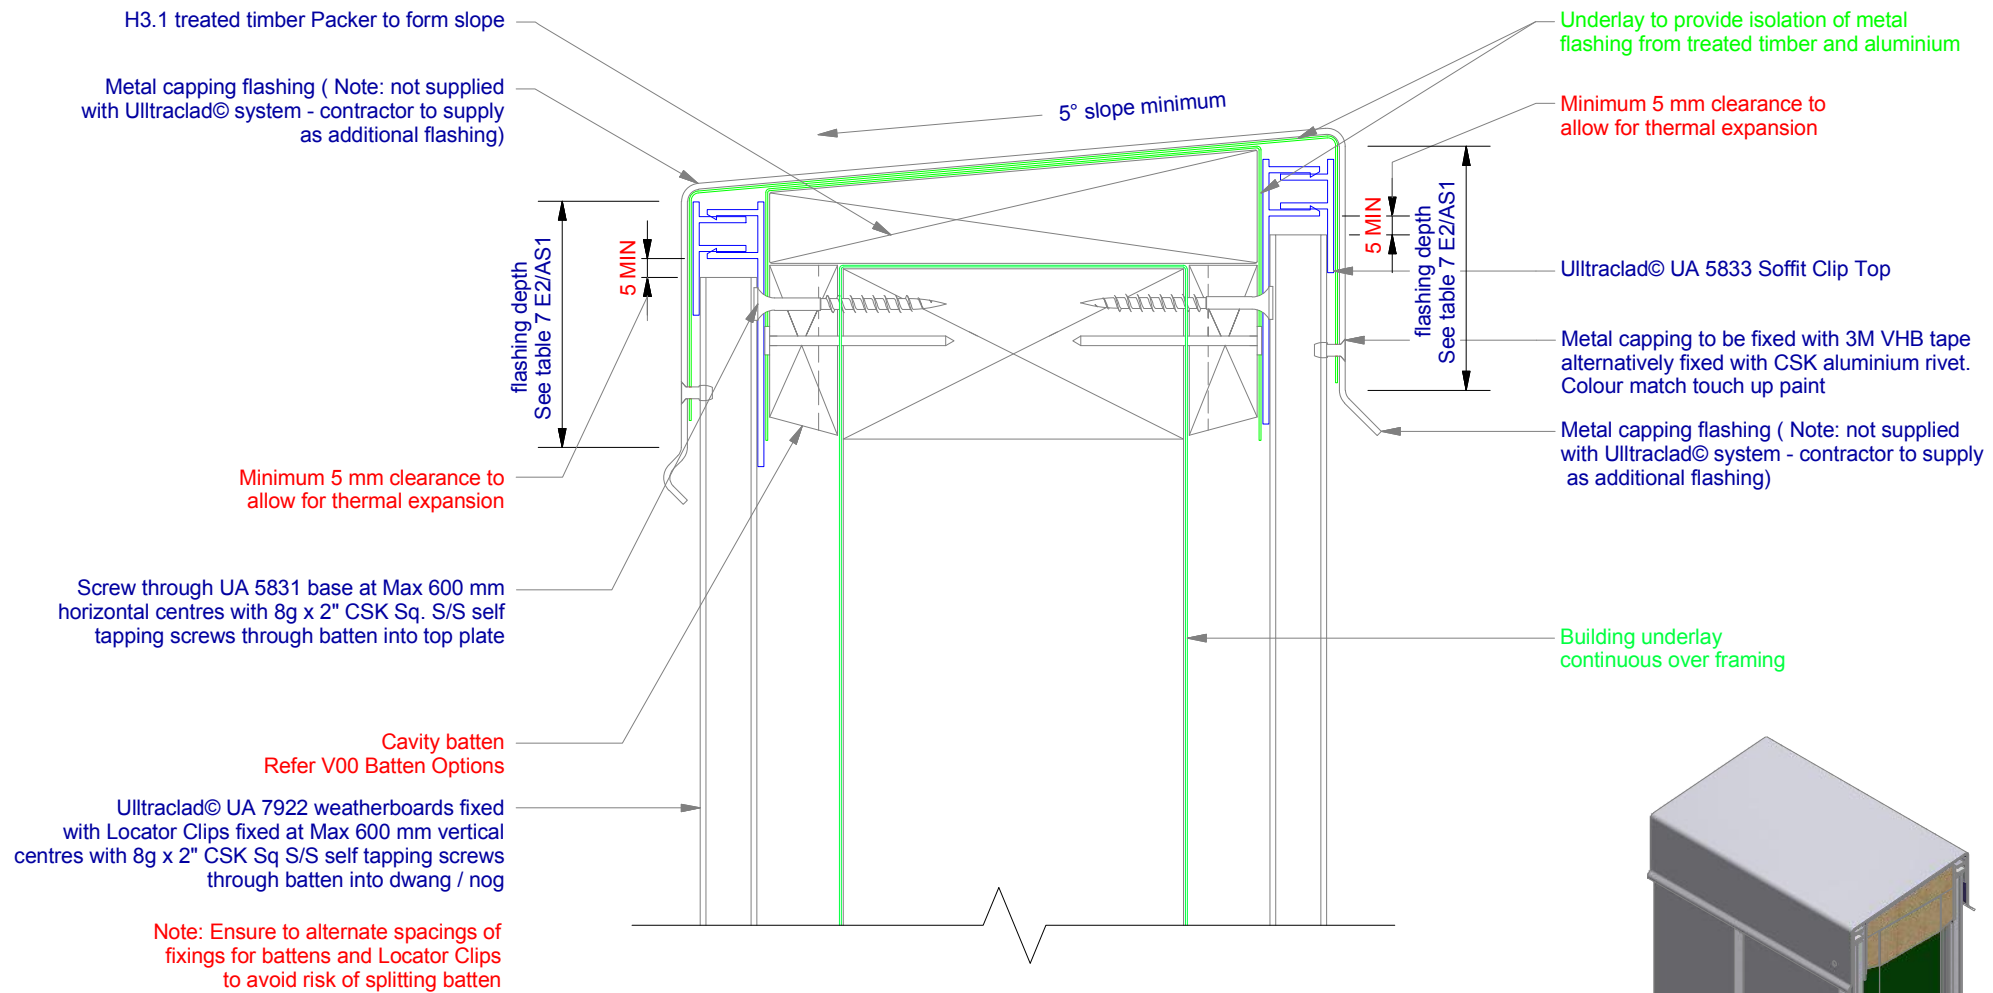 H3.1 treated timber Packer to form slope
Metal capping flashing ( Note: not supplied
with Ulltraclad© system - contractor to supply
as additional flashing)
5° slope minimum
Underlay to provide isolation of metal
flashing from treated timber and aluminium
Minimum 5 mm clearance to
allow for thermal expansion
flashing depth
See table 7 E2/AS1
5 MIN
5 MIN
flashing depth
See table 7 E2/AS1
Ulltraclad© UA 5833 Soffit Clip Top
Metal capping to be fixed with 3M VHB tape
alternatively fixed with CSK aluminium rivet.
Colour match touch up paint
Metal capping flashing ( Note: not supplied
with Ulltraclad© system - contractor to supply
as additional flashing)
Minimum 5 mm clearance to
allow for thermal expansion
Screw through UA 5831 base at Max 600 mm
horizontal centres with 8g x 2" CSK Sq. S/S self
tapping screws through batten into top plate
Building underlay
continuous over framing
Cavity batten
Refer V00 Batten Options
Ulltraclad© UA 7922 weatherboards fixed
with Locator Clips fixed at Max 600 mm vertical
centres with 8g x 2" CSK Sq S/S self tapping screws
through batten into dwang / nog
Note: Ensure to alternate spacings of
fixings for battens and Locator Clips
to avoid risk of splitting batten